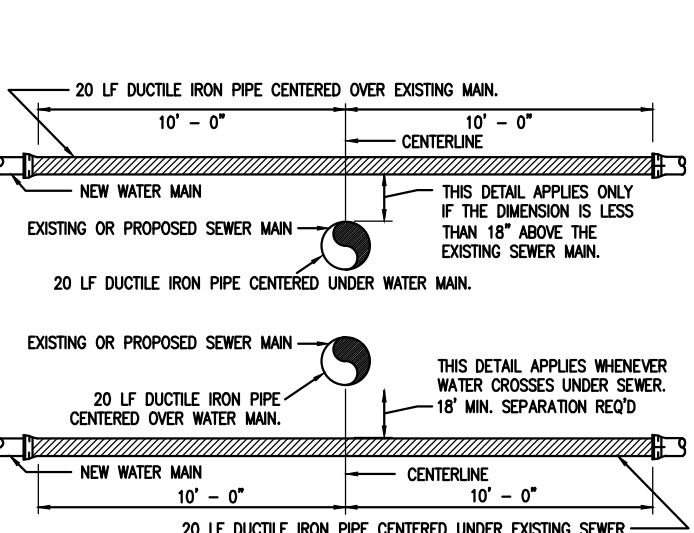 20 LF DUCTILE IRON PIPE CENTERED OVER EXISTING MAIN.
10' - 0"
10' - 0"
CENTERLINE
NEW WATER MAIN
THIS DETAIL APPLIES ONLY
IF THE DIMENSION IS LESS
THAN 18" ABOVE THE
EXISTING SEWER MAIN.
EXISTING OR PROPOSED SEWER MAIN
20 LF DUCTILE IRON PIPE CENTERED UNDER WATER MAIN.
EXISTING OR PROPOSED SEWER MAIN
THIS DETAIL APPLIES WHENEVER
WATER CROSSES UNDER SEWER.
18' MIN. SEPARATION REQ'D
20 LF DUCTILE IRON PIPE
CENTERED OVER WATER MAIN.
NEW WATER MAIN
CENTERLINE
10' - 0"
10' - 0"
20 LF DUCTILE IRON PIPE CENTERED UNDER EXISTING SEWER